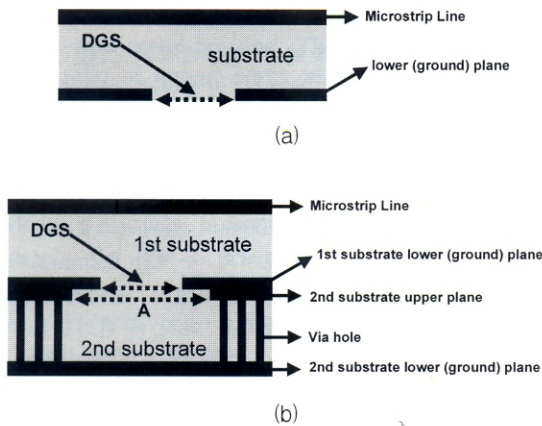 Microstrip Line
DGS
substrate
lower (ground) plane
(a)
Microstrip Line
DGS
1st substrate
1st substrate lower (ground) plane
2nd substrate upper plane
A
Via hole
2nd substrate
2nd substrate lower (ground) plane
(b)